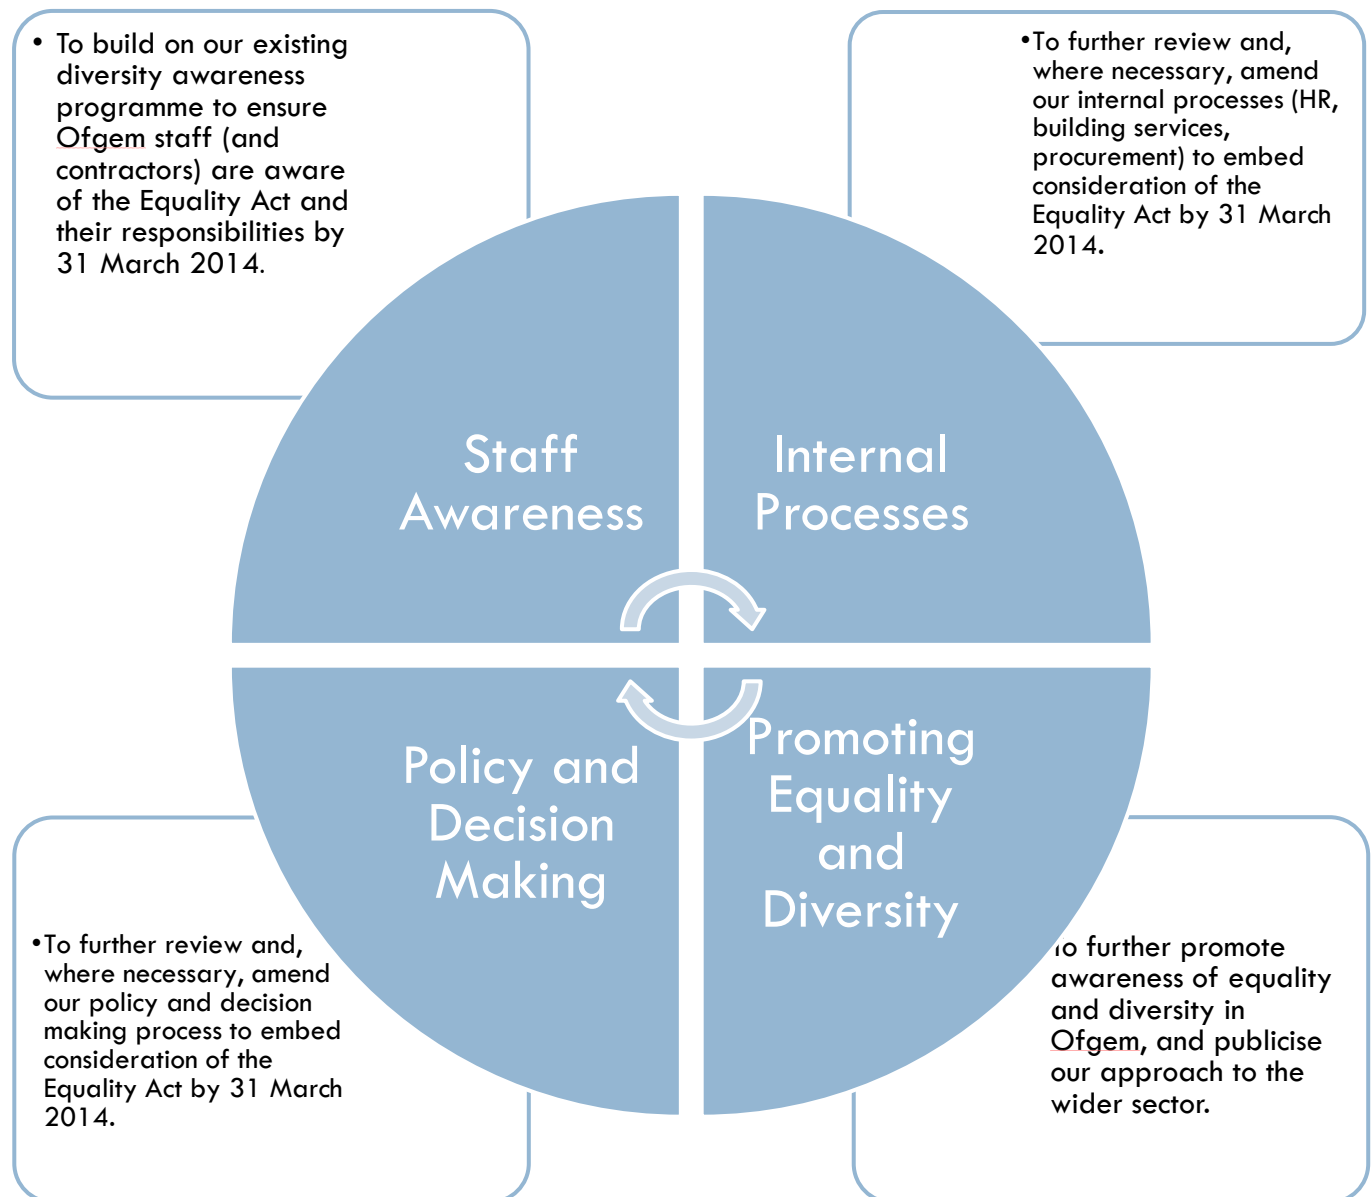 • To build on our existing
diversity awareness
programme to ensure
Ofgem staff (and
contractors) are aware
of the Equality Act and
their responsibilities by
31 March 2014.
•To further review and,
where necessary, amend
our internal processes (HR,
building services,
procurement) to embed
consideration of the
Equality Act by 31 March
2014.
Staff
Awareness
Internal
Processes
Policy and
Decision
Making
Promoting
Equality
and
Diversity
•To further review and,
where necessary, amend
our policy and decision
making process to embed
consideration of the
Equality Act by 31 March
2014.
To further promote
awareness of equality
and diversity in
Ofgem, and publicise
our approach to the
wider sector.